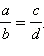 a/b = c/d.